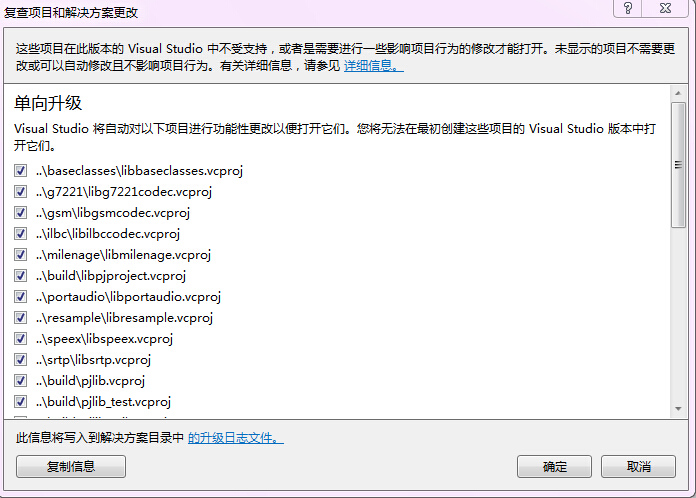 复查项目和解决方案更改
这些项目在此版本的 Visual Studio 中不受支持，或者是需要进行一些影响项目行为的修改才能打开。未显示的项目不需要更
改或可以自动修改且不影响项目行为。有关详细信息，请参见 详细信息。
单向升级
Visual Studio 将自动对以下项目进行功能性更改以便打开它们。您将无法在最初创建这些项目的 Visual Studio 版本中打
开它们。
..\baseclasses\libbaseclasses.vcproj
..\g7221\libg7221codec.vcproj
..\gsm\libgsmcodec.vcproj
..\ilbc\libilbccodec.vcproj
..\milenage\libmilenage.vcproj
..\build\libpjproject.vcproj
..\portaudio\libportaudio.vcproj
..\resample\libresample.vcproj
..\speex\libspeex.vcproj
..\srtp\libsrtp.vcproj
..\build\pjlib.vcproj
..\build\pjlib_test.vcproj
此信息将写入到解决方案目录中 的升级日志文件。
复制信息
确定
取消